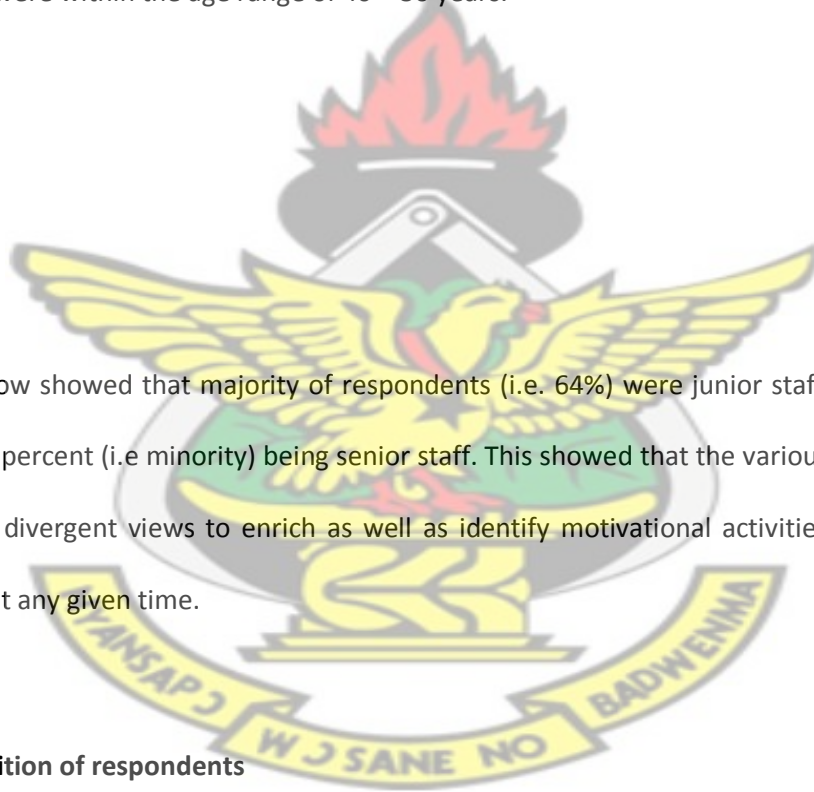 were within the age range of 40 – 50 years.
ow showed that majority of respondents (i.e. 64%) were junior staf
percent (i.e minority) being senior staff. This showed that the variou
divergent views to enrich as well as identify motivational activitie
t any given time.
NYANSAPƆ WƆSANE NO BADWENMA
ition of respondents